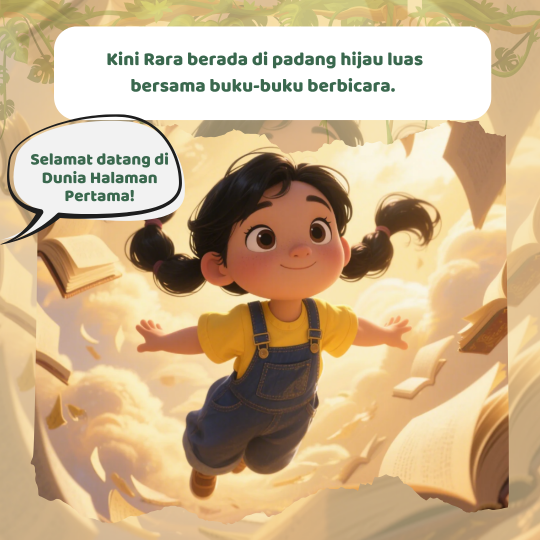 Kini Rara berada di padang hijau luas
bersama buku-buku berbicara.
Selamat datang di
Dunia Halaman
Pertama!